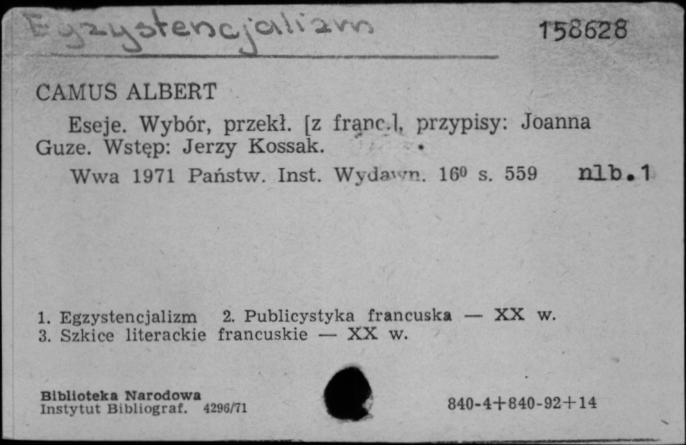 Egzystencjalizm 158628
CAMUS ALBERT
Eseje. Wybór, przekł. [z franc.], przypisy: Joanna
Guze. Wstęp: Jerzy Kossak.
Wwa 1971 Państw. Inst. Wydawn. 16⁰ s. 559 nlb.1
1. Egzystencjalizm 2. Publicystyka francuska — XX w.
3. Szkice literackie francuskie — XX w.
Biblioteka Narodowa
Instytut Bibliograf. 4296/71 840-4+840-92+14